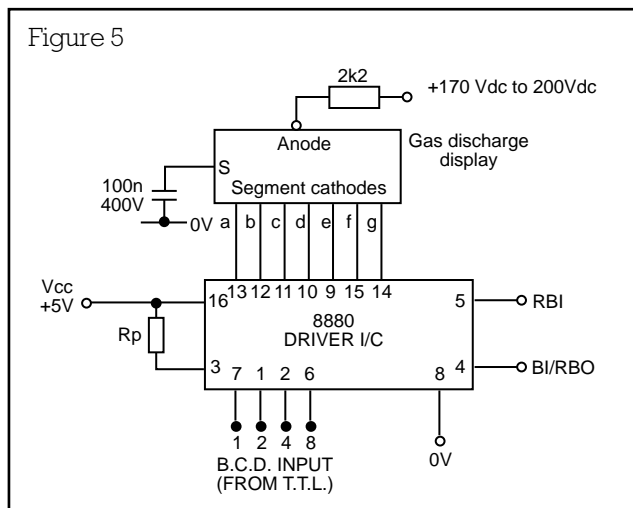 Figure 5
2k2
+170 Vdc to 200Vdc
Anode
Gas discharge
display
S
Segment cathodes
100n
400V
0V
a b c d e f g
Vcc
+5V
16
13 12 11 10 9 15 14
5
RBI
Rp
8880
DRIVER I/C
3
4
BI/RBO
7 1 2 6 8
1 2 4 8
0V
B.C.D. INPUT
(FROM T.T.L.)